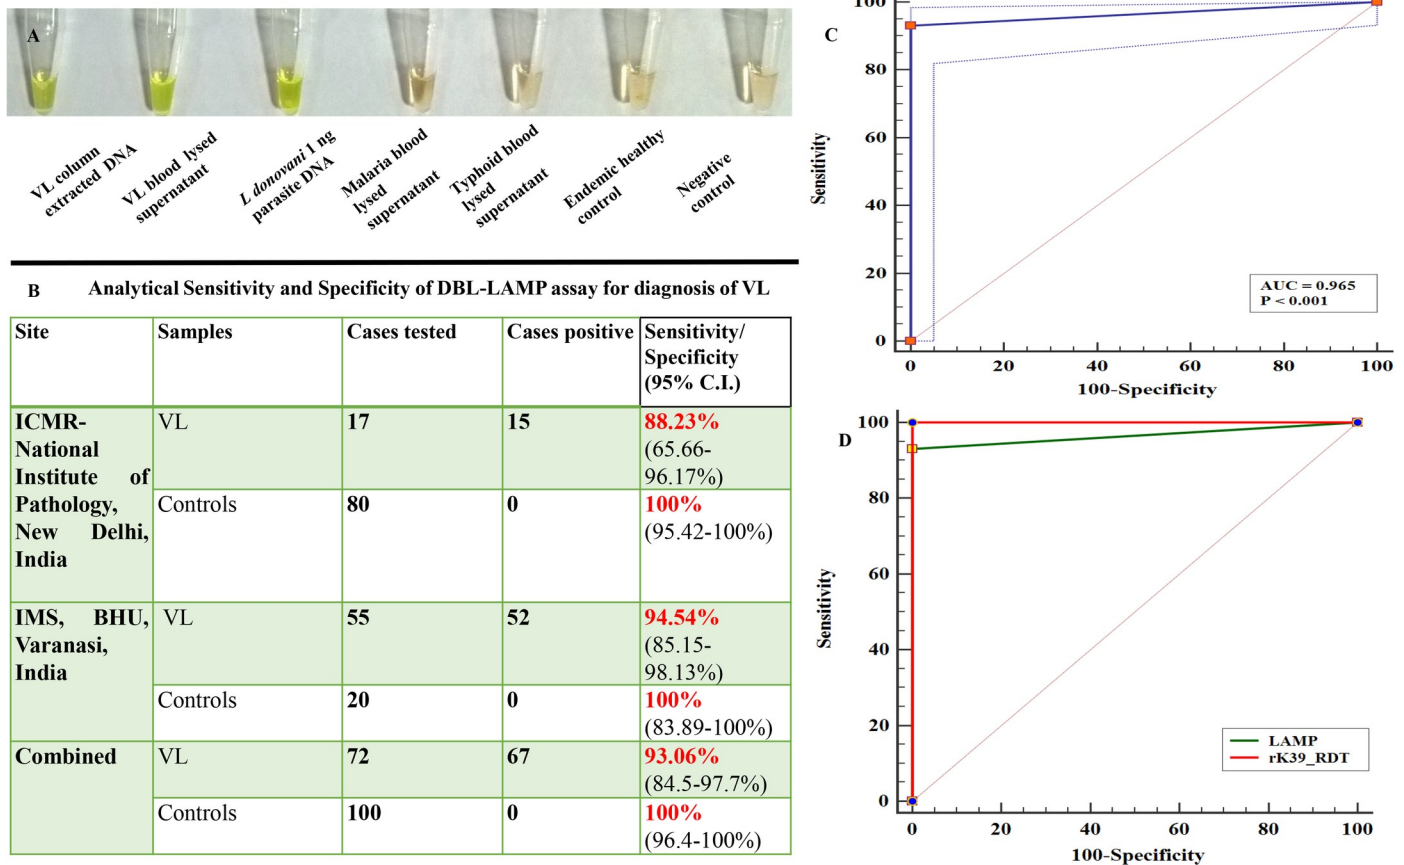 A
VL column
extracted DNA
VL blood lysed
supernatant
L donovani 1 ng
parasite DNA
Malaria blood
lysed
supernatant
Typhoid blood
lysed
supernatant
Endemic healthy
control
Negative
control
B
Analytical Sensitivity and Specificity of DBL-LAMP assay for diagnosis of VL
Site
Samples
Cases tested
Cases positive
Sensitivity/
Specificity
(95% C.I.)
ICMR-
National
Institute of
Pathology,
New Delhi,
India
VL
17
15
88.23%
(65.66-
96.17%)
Controls
80
0
100%
(95.42-100%)
IMS, BHU,
Varanasi,
India
VL
55
52
94.54%
(85.15-
98.13%)
Controls
20
0
100%
(83.89-100%)
Combined
VL
72
67
93.06%
(84.5-97.7%)
Controls
100
0
100%
(96.4-100%)
C
Sensitivity
100
80
60
40
20
0
AUC = 0.965
P < 0.001
0 20 40 60 80 100
100-Specificity
D
Sensitivity
100
80
60
40
20
0
LAMP
rK39_RDT
0 20 40 60 80 100
100-Specificity